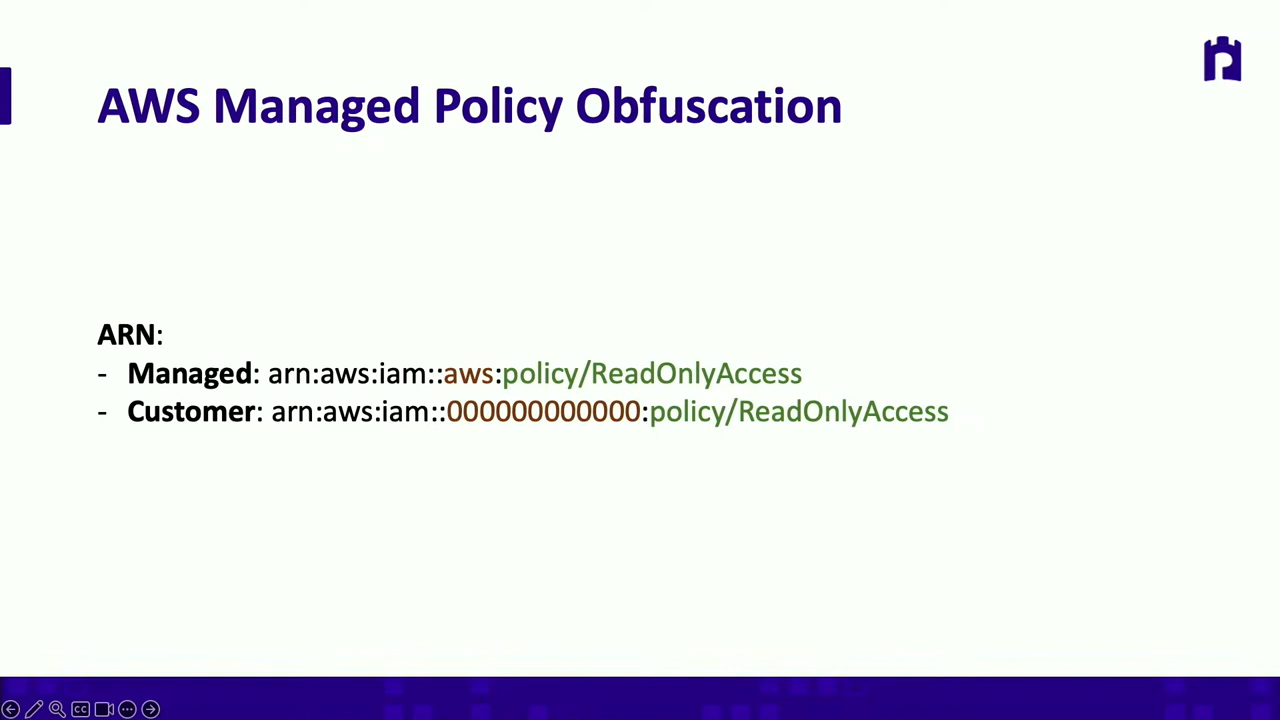 AWS Managed Policy Obfuscation
ARN:
- Managed: arn:aws:iam::aws:policy/ReadOnlyAccess
- Customer: arn:aws:iam::000000000000:policy/ReadOnlyAccess
CC